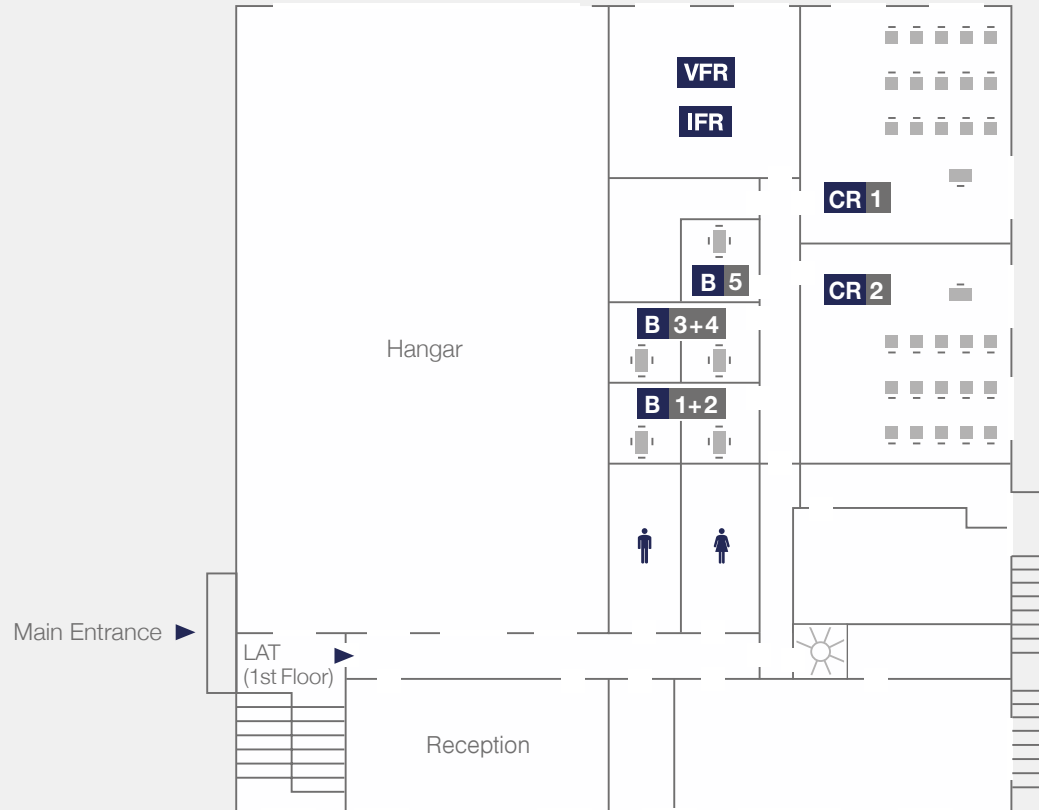 VFR
IFR
CR 1
B 5
CR 2
B 3+4
Hangar
B 1+2
Main Entrance
LAT
(1st Floor)
Reception